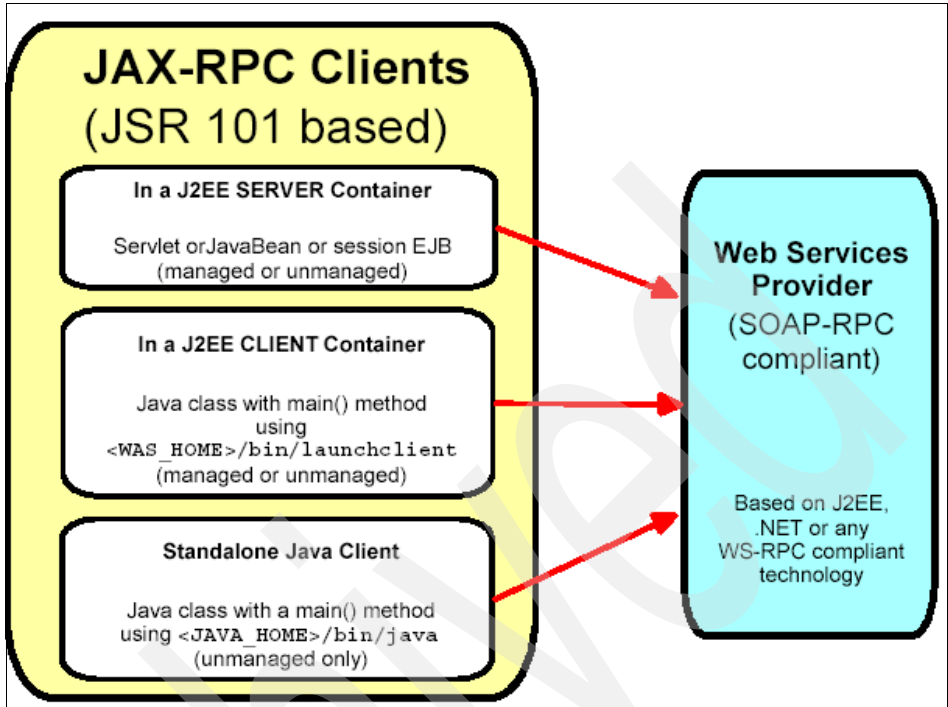 JAX-RPC Clients
(JSR 101 based)
In a J2EE SERVER Container
Servlet orJavaBean or session EJB
(managed or unmanaged)
In a J2EE CLIENT Container
Java class with main() method
using
<WAS_HOME>/bin/launchclient
(managed or unmanaged)
Standalone Java Client
Java class with a main() method
using <JAVA_HOME>/bin/java
(unmanaged only)
Web Services
Provider
(SOAP-RPC
compliant)
Based on J2EE,
.NET or any
WS-RPC compliant
technology